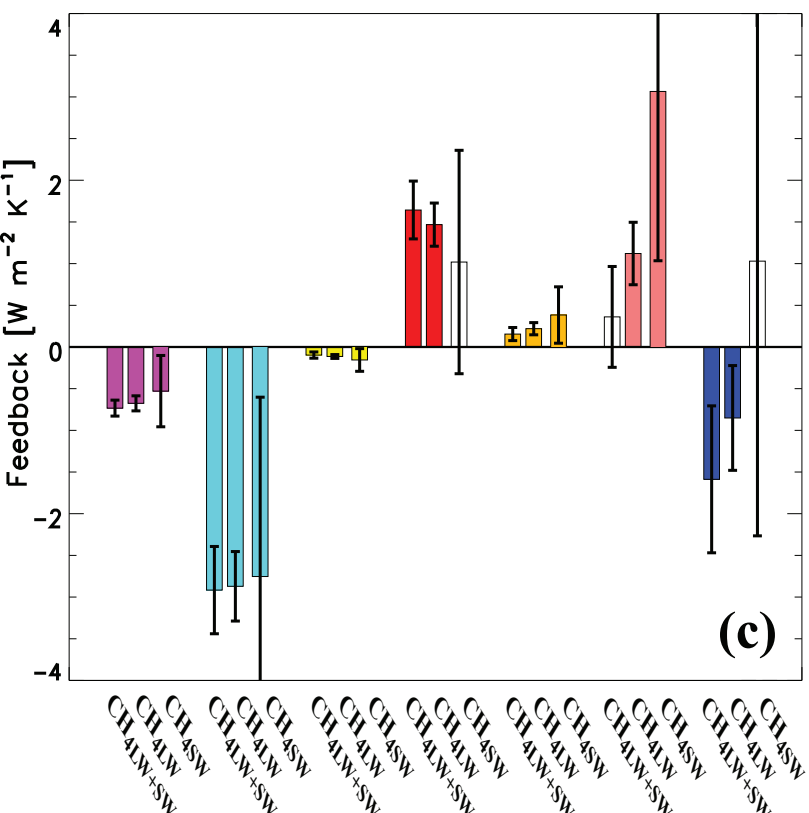 4
2
0
−2
−4
Feedback [W m⁻² K⁻¹]
(c)
CH₄LW+SW
CH₄LW
CH₄SW
CH₄LW+SW
CH₄LW
CH₄SW
CH₄LW+SW
CH₄LW
CH₄SW
CH₄LW+SW
CH₄LW
CH₄SW
CH₄LW+SW
CH₄LW
CH₄SW
CH₄LW+SW
CH₄LW
CH₄SW
CH₄LW+SW
CH₄LW
CH₄SW